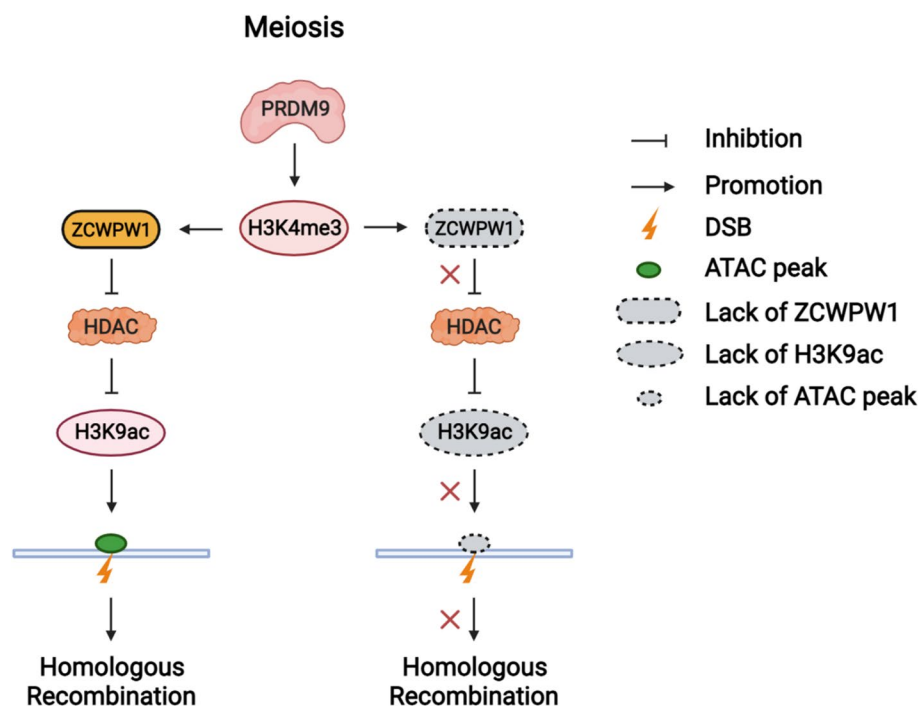 Meiosis
PRDM9
ZCWPW1
H3K4me3
ZCWPW1
HDAC
HDAC
H3K9ac
H3K9ac
Homologous
Recombination
Homologous
Recombination
Inhibtion
Promotion
DSB
ATAC peak
Lack of ZCWPW1
Lack of H3K9ac
Lack of ATAC peak